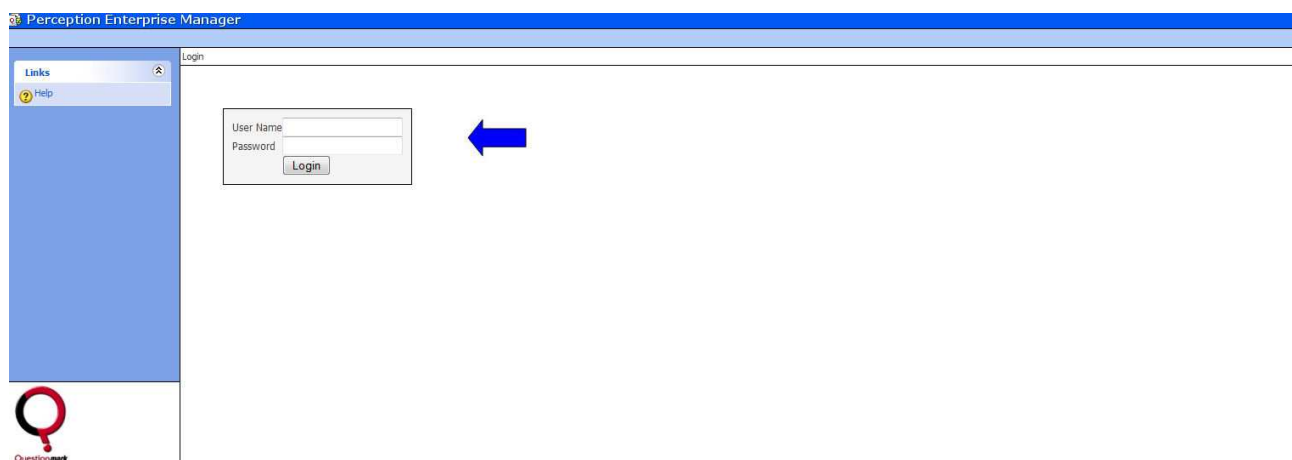 Perception Enterprise Manager
Login
Links
Help
User Name
Password
Login
Questionmark